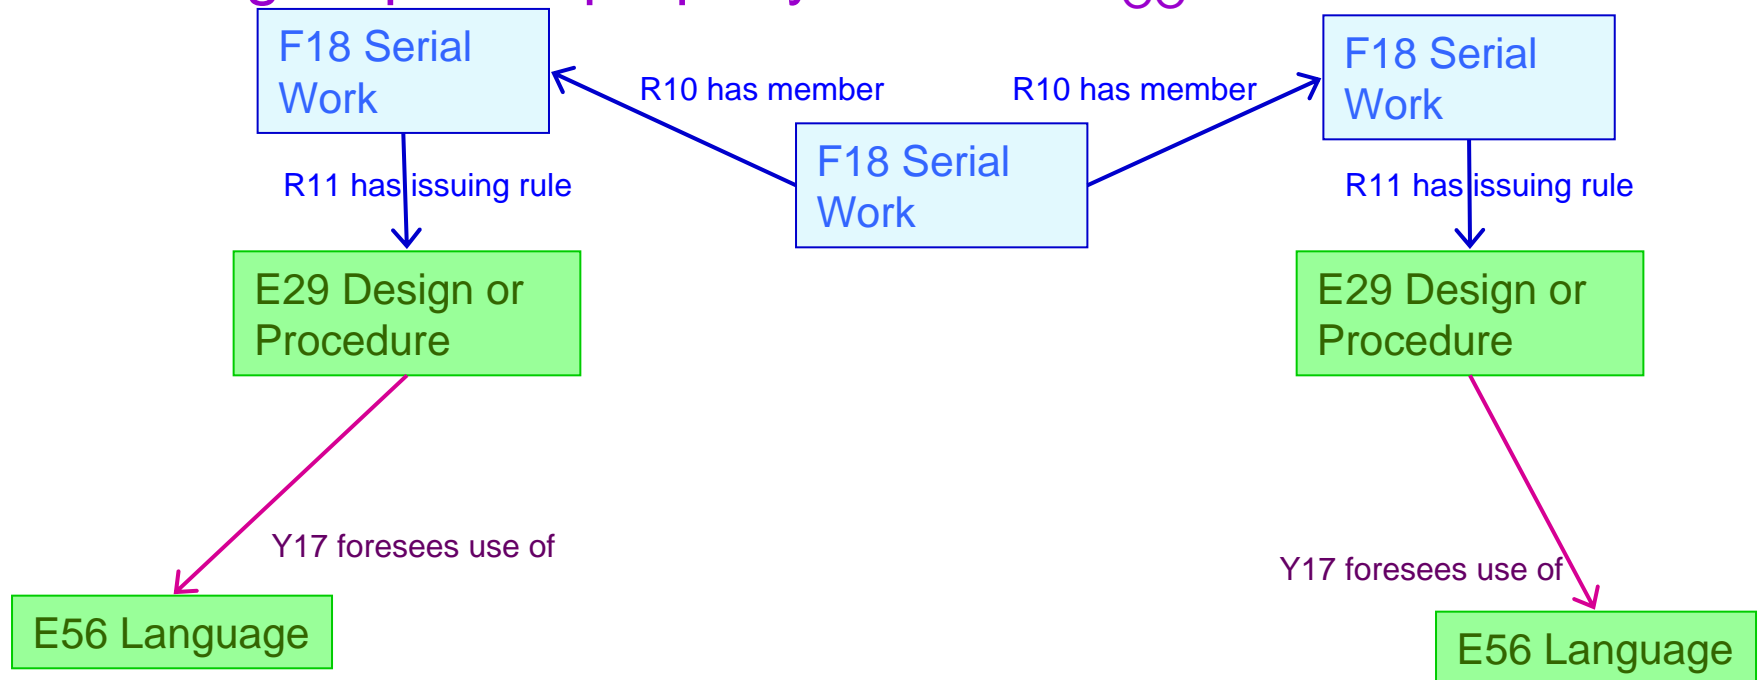 F18 Serial
Work
R10 has member
R10 has member
F18 Serial
Work
F18 Serial
Work
R11 has issuing rule
R11 has issuing rule
E29 Design or
Procedure
E29 Design or
Procedure
Y17 foresees use of
Y17 foresees use of
E56 Language
E56 Language